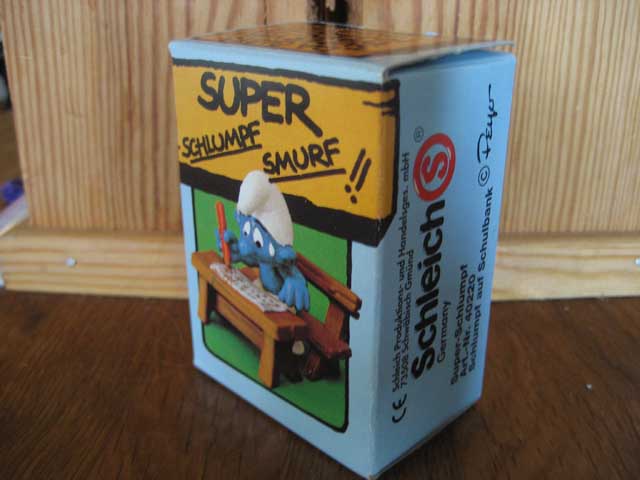 SUPER
SCHLUMPF
SMURF !!
CE Schleich Produktions- und Handelsges. mbH
73508 Schwäbisch Gmünd
Schleich S ®
Germany
Super-Schlumpf
Art.-Nr. 40220
Schlumpf auf Schulbank © Peyo